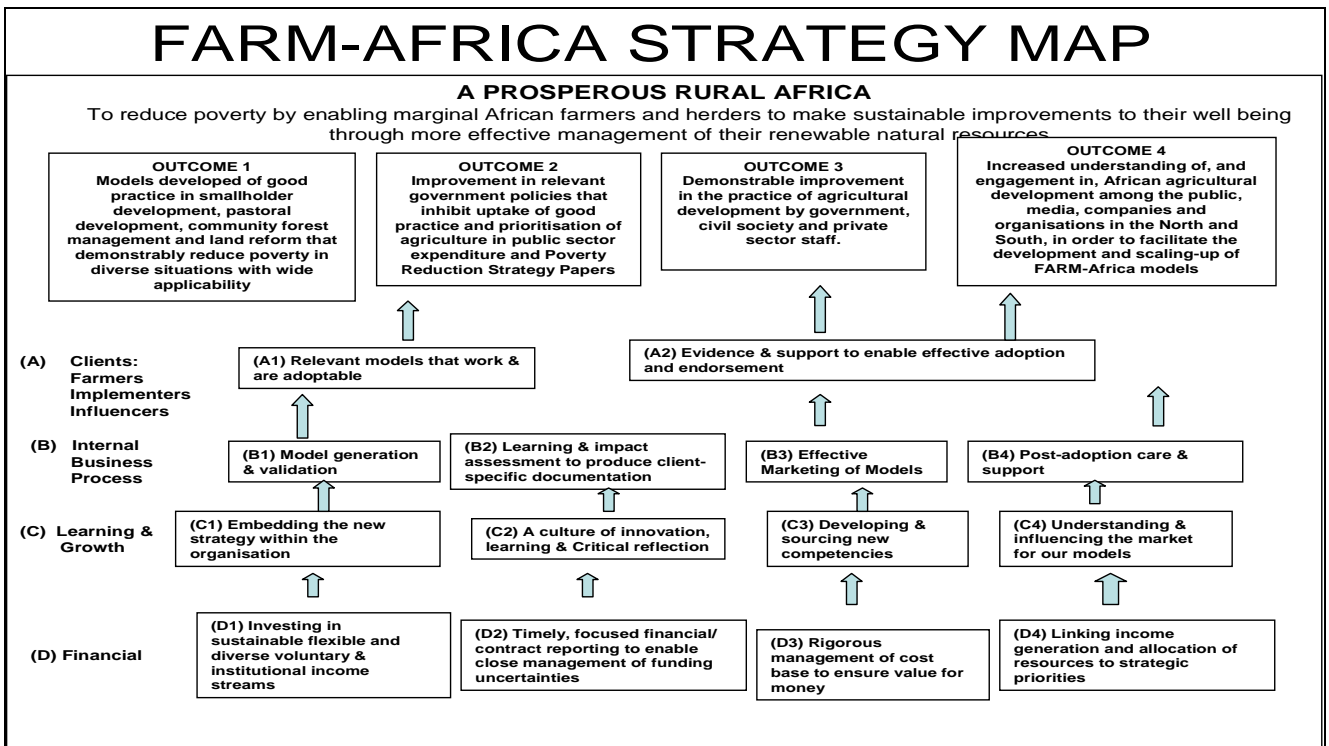 FARM-AFRICA STRATEGY MAP
A PROSPEROUS RURAL AFRICA
To reduce poverty by enabling marginal African farmers and herders to make sustainable improvements to their well being
through more effective management of their renewable natural resources
OUTCOME 1
Models developed of good
practice in smallholder
development, pastoral
development, community forest
management and land reform that
demonstrably reduce poverty in
diverse situations with wide
applicability
OUTCOME 2
Improvement in relevant
government policies that
inhibit uptake of good
practice and prioritisation of
agriculture in public sector
expenditure and Poverty
Reduction Strategy Papers
OUTCOME 3
Demonstrable improvement
in the practice of agricultural
development by government,
civil society and private
sector staff.
OUTCOME 4
Increased understanding of, and
engagement in, African agricultural
development among the public,
media, companies and
organisations in the North and
South, in order to facilitate the
development and scaling-up of
FARM-Africa models
(A) Clients:
Farmers
Implementers
Influencers
(A1) Relevant models that work &
are adoptable
(A2) Evidence & support to enable effective adoption
and endorsement
(B) Internal
Business
Process
(B1) Model generation
& validation
(B2) Learning & impact
assessment to produce client-
specific documentation
(B3) Effective
Marketing of Models
(B4) Post-adoption care &
support
(C) Learning &
Growth
(C1) Embedding the new
strategy within the
organisation
(C2) A culture of innovation,
learning & Critical reflection
(C3) Developing &
sourcing new
competencies
(C4) Understanding &
influencing the market
for our models
(D) Financial
(D1) Investing in
sustainable flexible and
diverse voluntary &
institutional income
streams
(D2) Timely, focused financial/
contract reporting to enable
close management of funding
uncertainties
(D3) Rigorous
management of cost
base to ensure value for
money
(D4) Linking income
generation and allocation of
resources to strategic
priorities